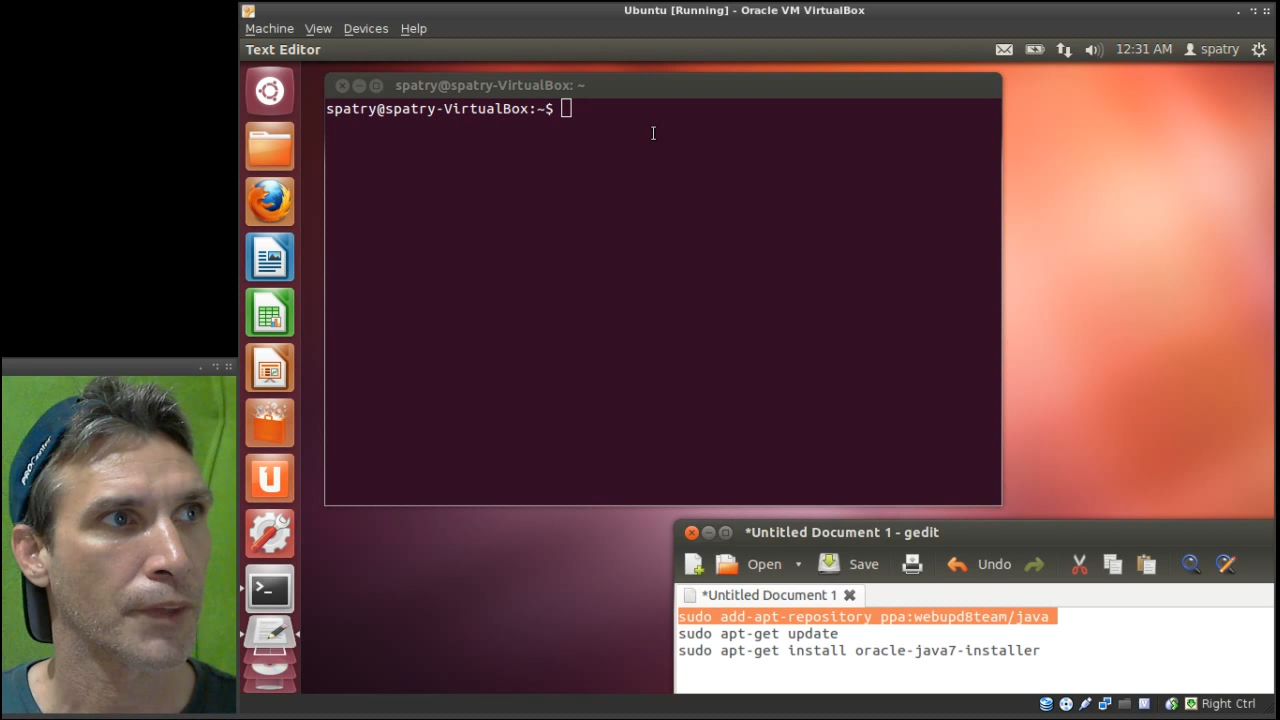 Ubuntu [Running] - Oracle VM VirtualBox
Machine View Devices Help
Text Editor
12:31 AM spatry
spatry@spatry-VirtualBox: ~
spatry@spatry-VirtualBox:~$
*Untitled Document 1 - gedit
Open Save Undo
*Untitled Document 1
sudo add-apt-repository ppa:webupd8team/java
sudo apt-get update
sudo apt-get install oracle-java7-installer
Right Ctrl